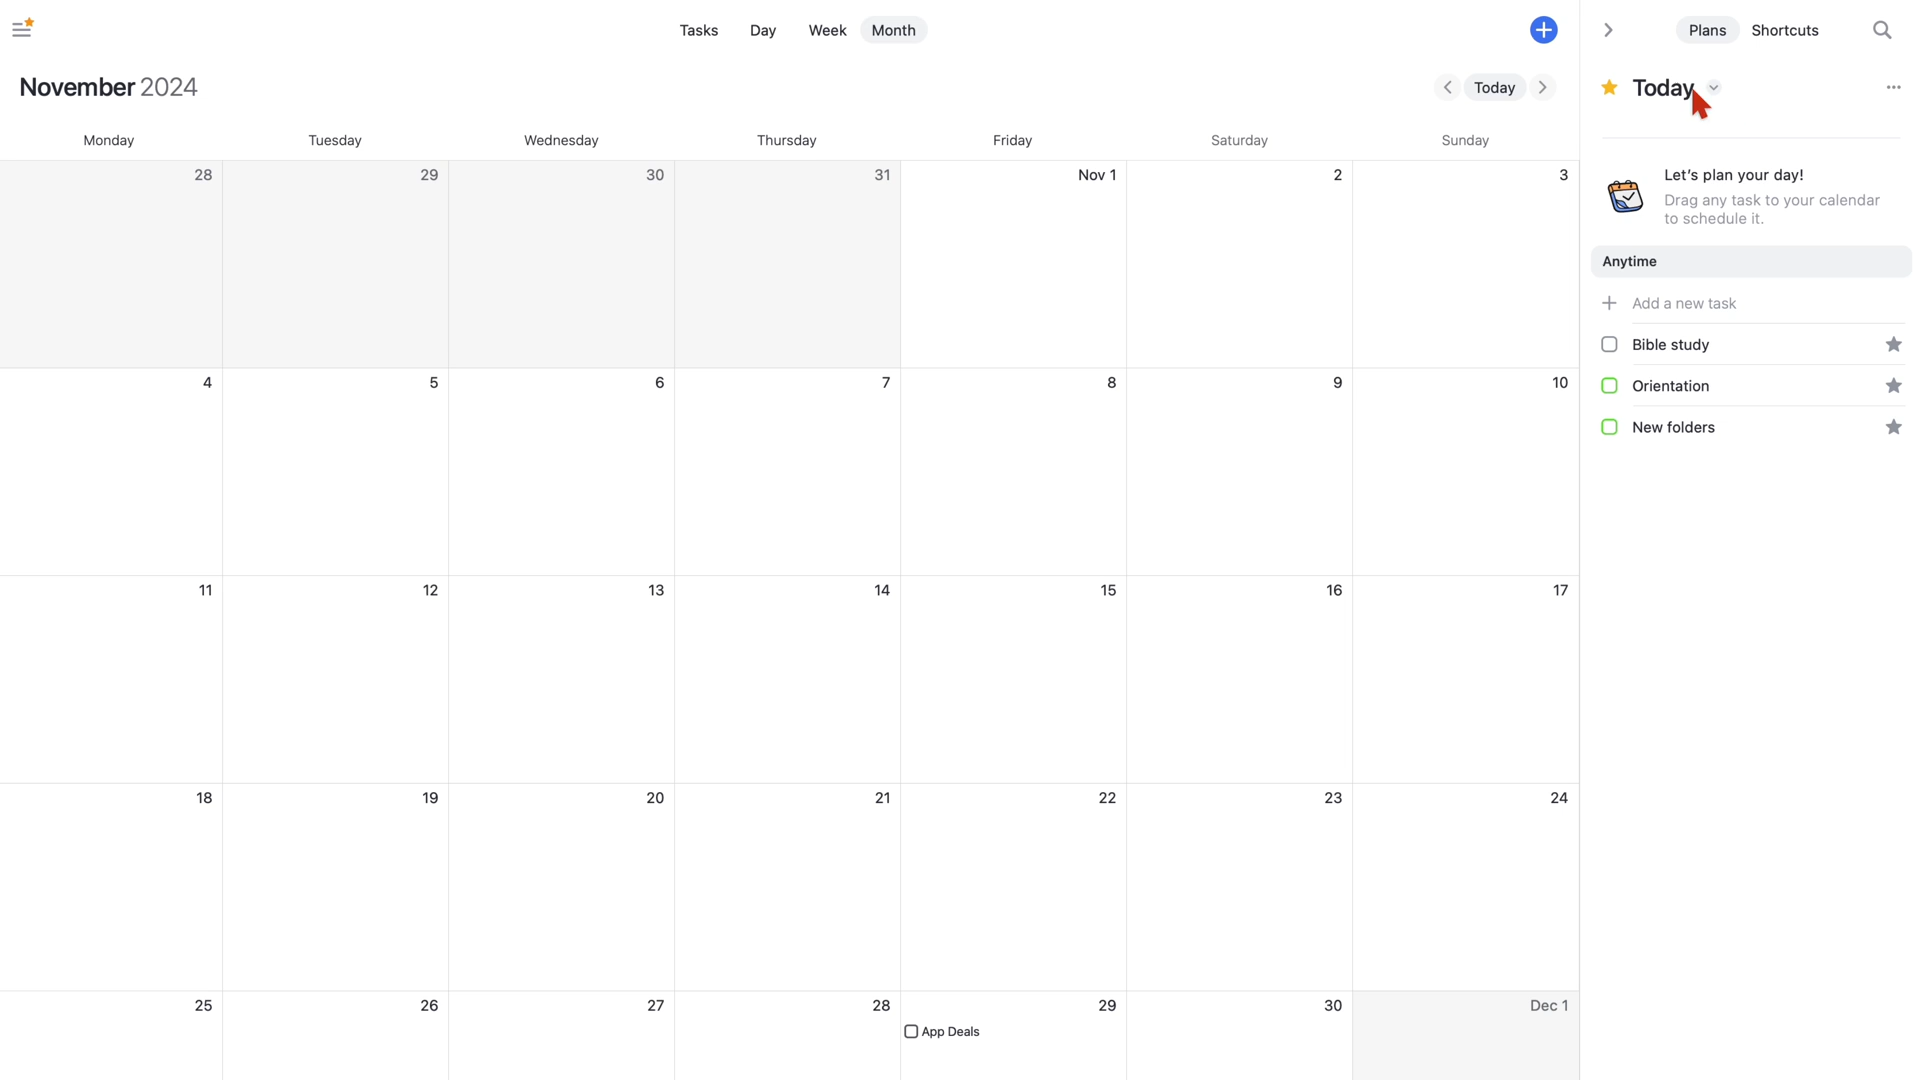 Tasks Day Week Month
Plans Shortcuts
November 2024
Today
Today
Monday Tuesday Wednesday Thursday Friday Saturday Sunday
28 29 30 31 Nov 1 2 3
4 5 6 7 8 9 10
11 12 13 14 15 16 17
18 19 20 21 22 23 24
25 26 27 28 29 30 Dec 1
App Deals
Let's plan your day!
Drag any task to your calendar
to schedule it.
Anytime
Add a new task
Bible study
Orientation
New folders